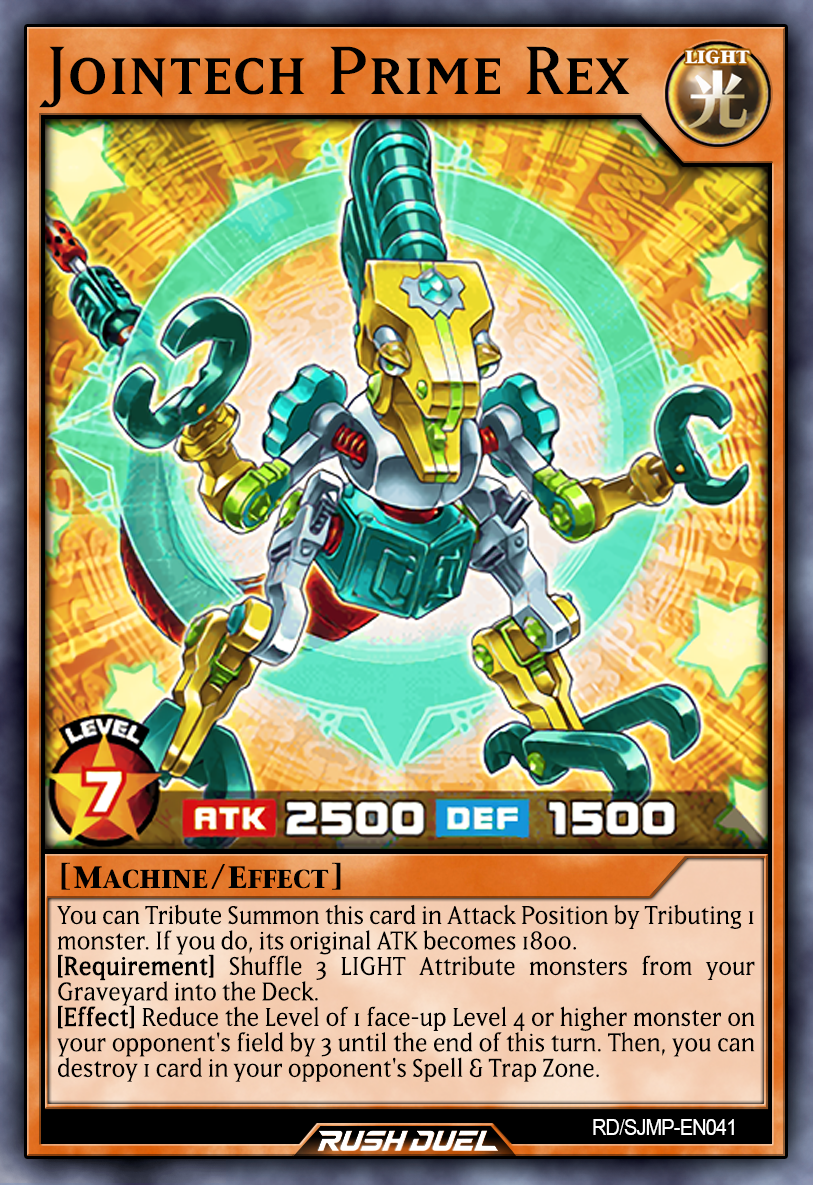 Jointech Prime Rex
LIGHT
光
LEVEL
7
ATK 2500 DEF 1500
[Machine/Effect]
You can Tribute Summon this card in Attack Position by Tributing 1
monster. If you do, its original ATK becomes 1800.
[Requirement] Shuffle 3 LIGHT Attribute monsters from your
Graveyard into the Deck.
[Effect] Reduce the Level of 1 face-up Level 4 or higher monster on
your opponent's field by 3 until the end of this turn. Then, you can
destroy 1 card in your opponent's Spell & Trap Zone.
RD/SJMP-EN041
RUSH DUEL